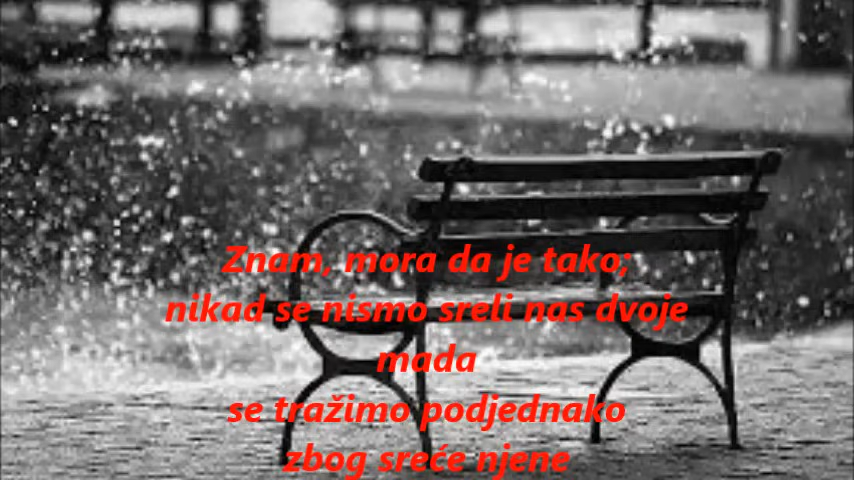 Znam, mora da je tako;
nikad se nismo sreli nas dvoje
mada
se tražimo podjednako
zbog sreće njene